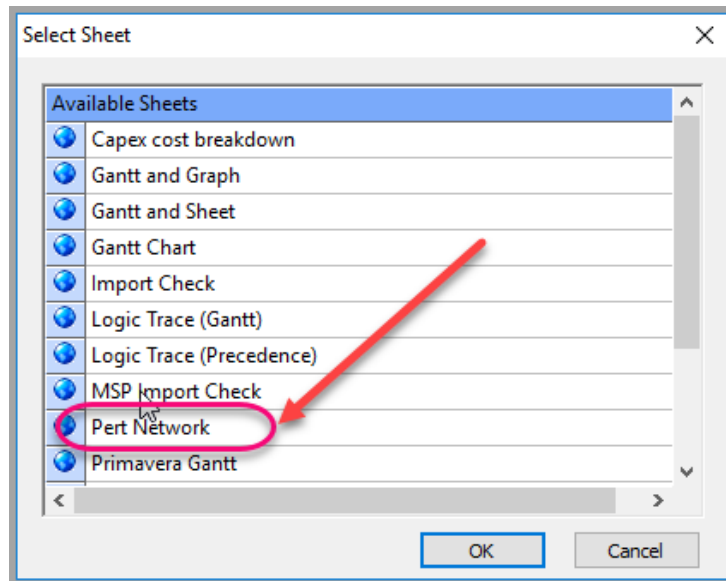 Select Sheet
Available Sheets
Capex cost breakdown
Gantt and Graph
Gantt and Sheet
Gantt Chart
Import Check
Logic Trace (Gantt)
Logic Trace (Precedence)
MSP Import Check
Pert Network
Primavera Gantt
OK
Cancel